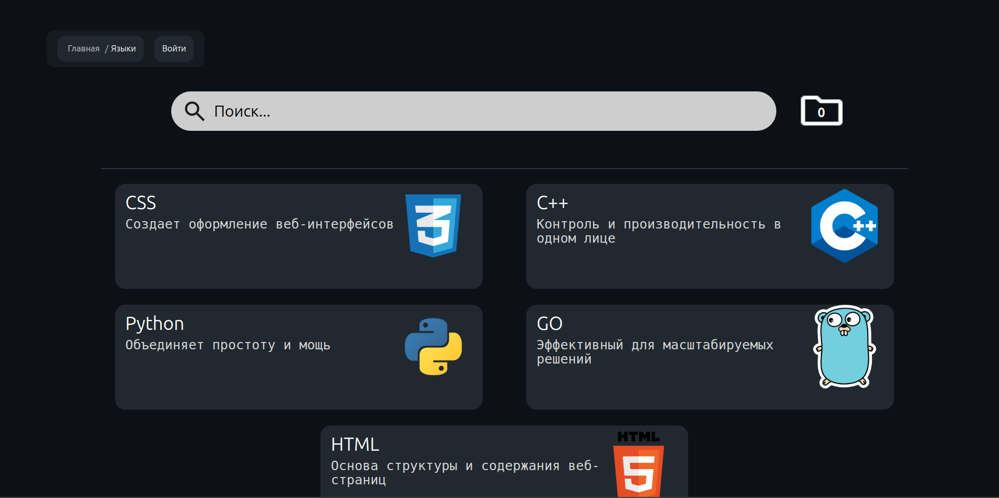 Главная / Языки
Войти
Поиск...
0
CSS
Создает оформление веб-интерфейсов
C++
Контроль и производительность в
одном лице
C++
Python
Объединяет простоту и мощь
GO
Эффективный для масштабируемых
решений
HTML
Основа структуры и содержания веб-
страниц
HTML
5